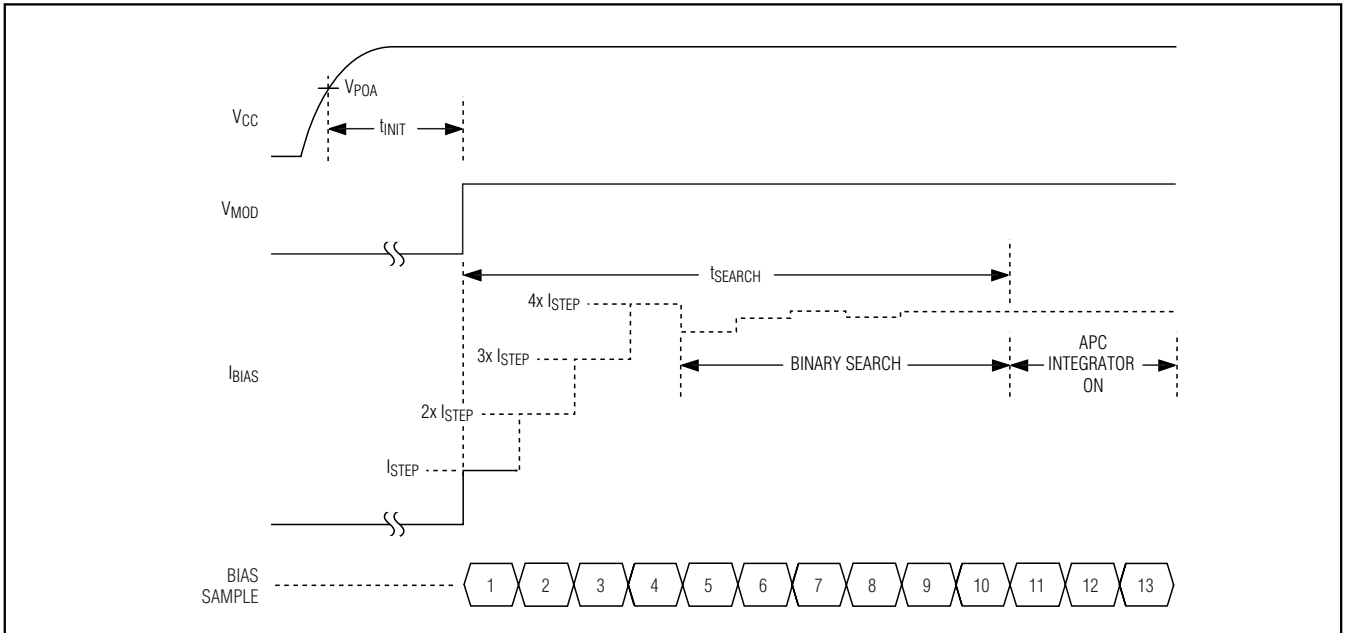 VPOA
VCC
tINIT
VMOD
tSEARCH
4x ISTEP
3x ISTEP
BINARY SEARCH
APC
INTEGRATOR
ON
IBIAS
2x ISTEP
ISTEP
BIAS
SAMPLE
1 2 3 4 5 6 7 8 9 10 11 12 13